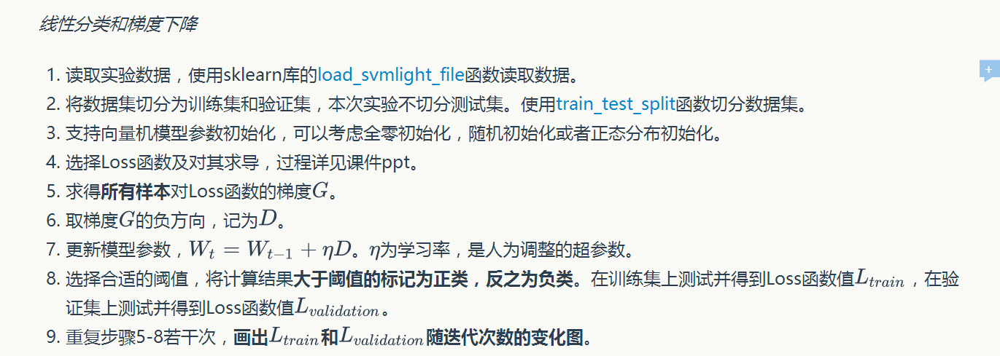 线性分类和梯度下降
1. 读取实验数据，使用sklearn库的load_svmlight_file函数读取数据。
2. 将数据集切分为训练集和验证集，本次实验不切分测试集。使用train_test_split函数切分数据集。
3. 支持向量机模型参数初始化，可以考虑全零初始化，随机初始化或者正态分布初始化。
4. 选择Loss函数及对其求导，过程详见课件ppt。
5. 求得所有样本对Loss函数的梯度G。
6. 取梯度G的负方向，记为D。
7. 更新模型参数，W_t = W_{t-1} + ηD。η为学习率，是人为调整的超参数。
8. 选择合适的阈值，将计算结果大于阈值的标记为正类，反之为负类。在训练集上测试并得到Loss函数值L_{train}，在验
证集上测试并得到Loss函数值L_{validation}。
9. 重复步骤5-8若干次，画出L_{train}和L_{validation}随迭代次数的变化图。
+